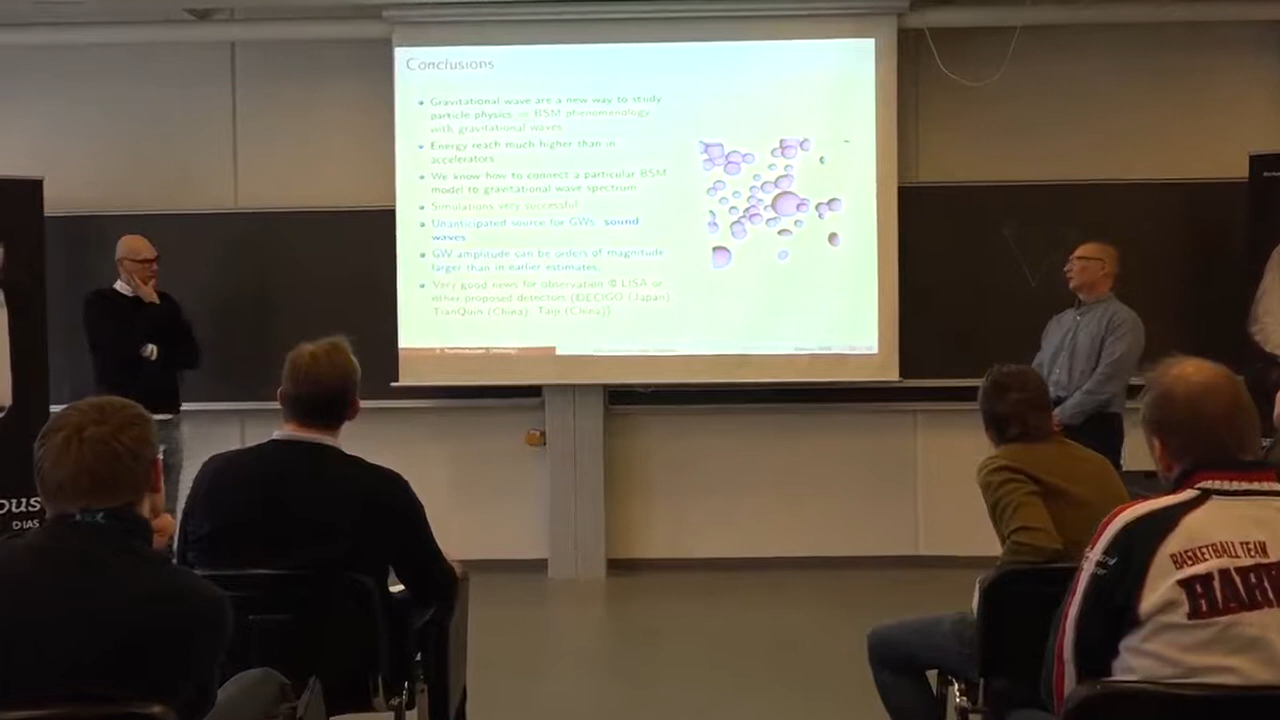 Conclusions
Gravitational wave are a new way to study
particle physics BSM phenomenology
with gravitational waves
Energy reach much higher than in
accelerators
We know how to connect a particular BSM
model to gravitational wave spectrum
Simulations very successful
Unanticipated source for GWs: sound
waves
GW amplitude can be orders of magnitude
larger than in earlier estimates.
Very good news for observation @ LISA or
other proposed detectors (DECIGO (Japan),
TianQuin (China), Taiji (China))
ous
DIAS
BASKETBALL TEAM
HAR